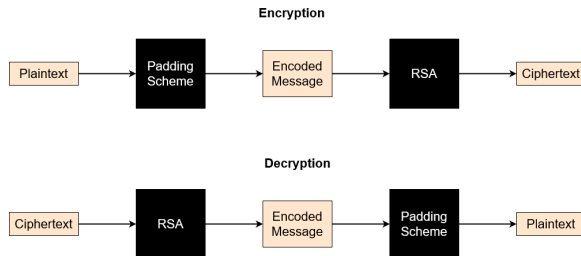 Encryption
Plaintext
Padding
Scheme
Encoded
Message
RSA
Ciphertext
Decryption
Ciphertext
RSA
Encoded
Message
Padding
Scheme
Plaintext